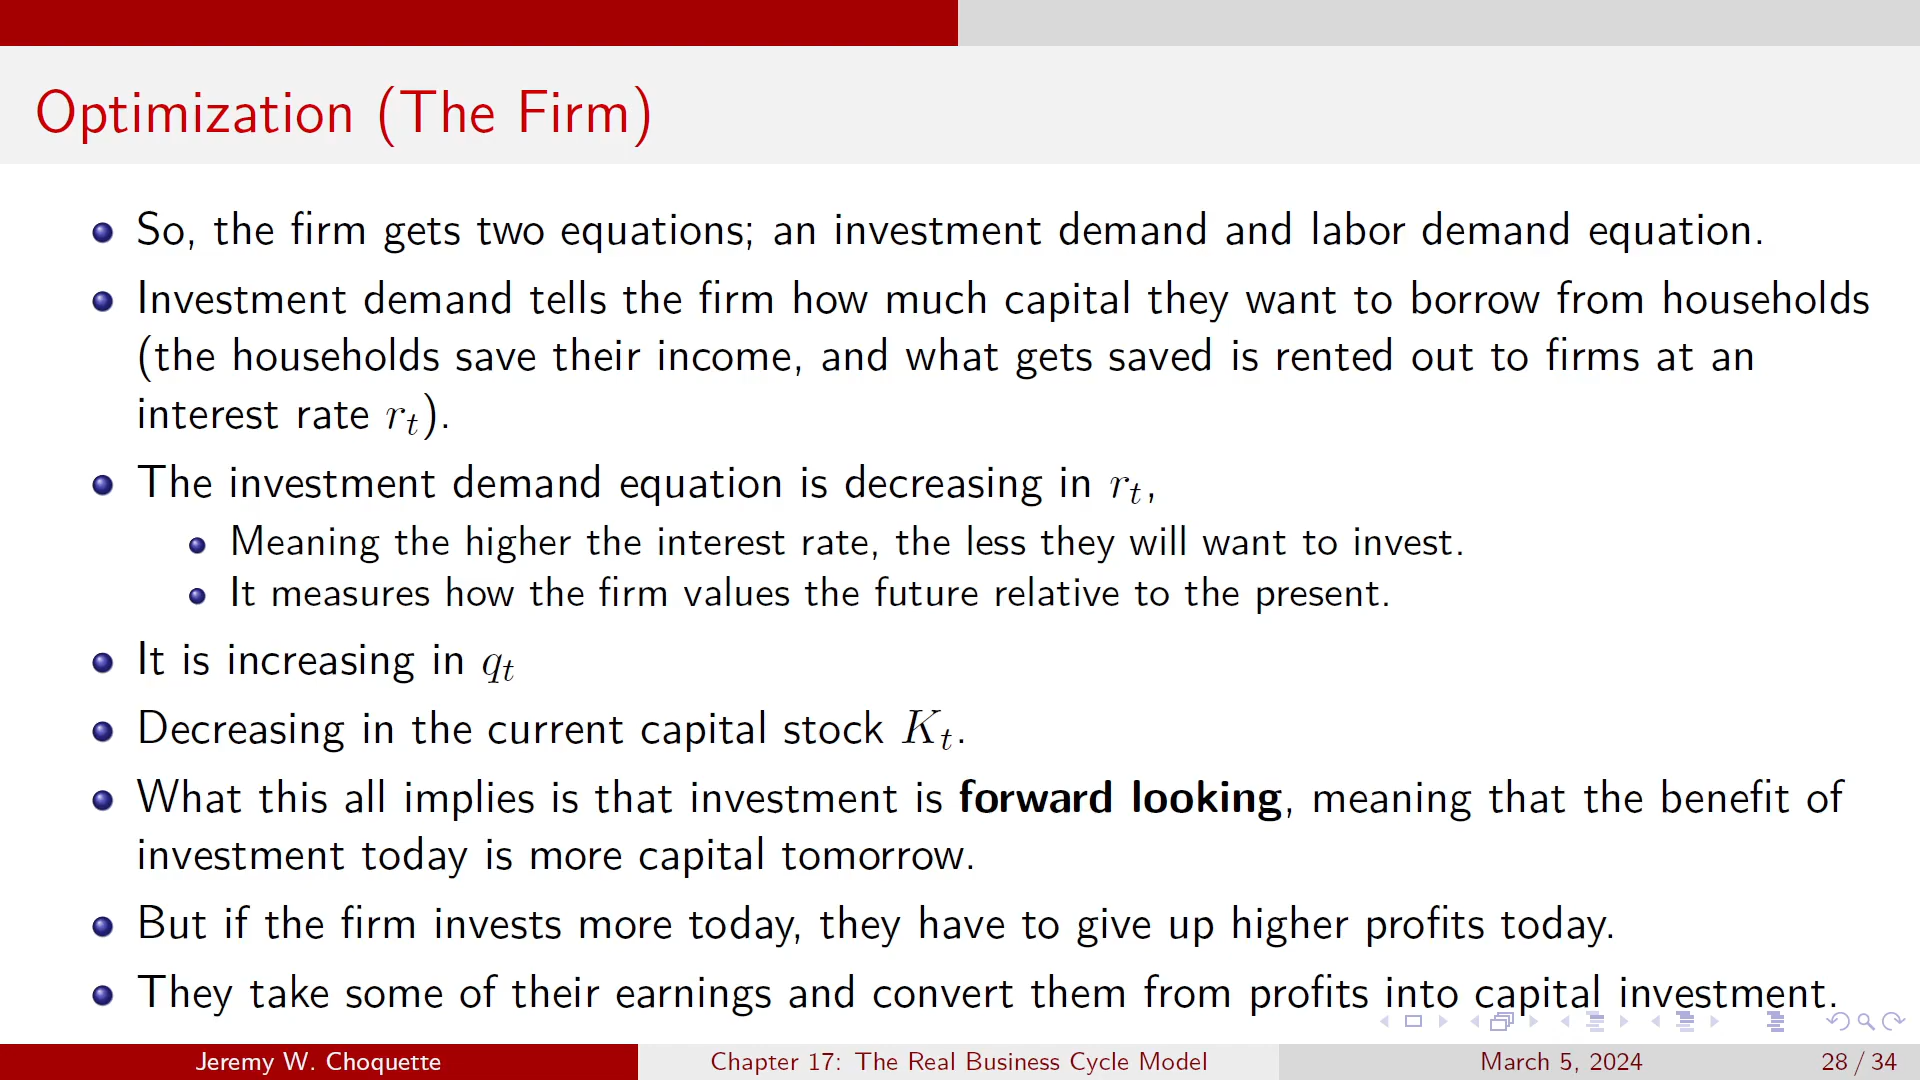 Optimization (The Firm)
So, the firm gets two equations; an investment demand and labor demand equation.
Investment demand tells the firm how much capital they want to borrow from households
(the households save their income, and what gets saved is rented out to firms at an
interest rate $r_t$).
The investment demand equation is decreasing in $r_t$,
Meaning the higher the interest rate, the less they will want to invest.
It measures how the firm values the future relative to the present.
It is increasing in $q_t$
Decreasing in the current capital stock $K_t$.
What this all implies is that investment is forward looking, meaning that the benefit of
investment today is more capital tomorrow.
But if the firm invests more today, they have to give up higher profits today.
They take some of their earnings and convert them from profits into capital investment.
Jeremy W. Choquette
Chapter 17: The Real Business Cycle Model
March 5, 2024
28 / 34